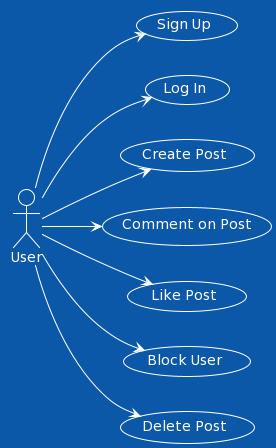 Sign Up
Log In
Create Post
Comment on Post
User
Like Post
Block User
Delete Post